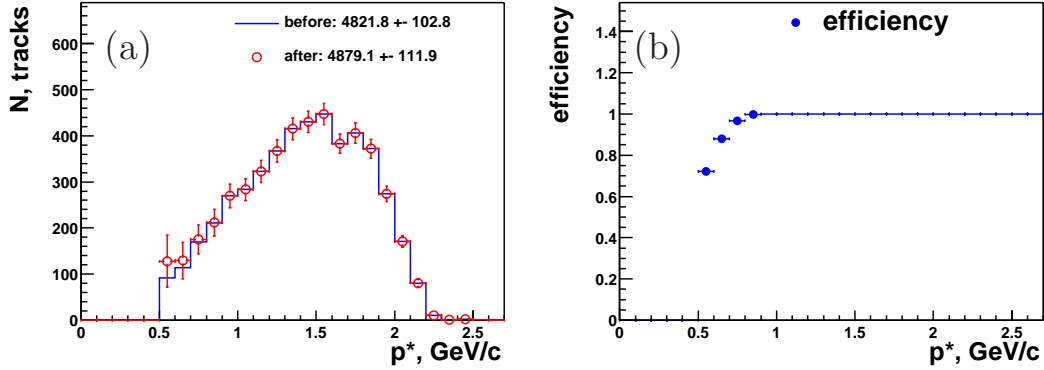 N, tracks
600
500
400
300
200
100
0
(a)
before: 4821.8 +- 102.8
after: 4879.1 +- 111.9
0 0.5 1 1.5 2 2.5
p*, GeV/c
efficiency
1.4
1.2
1
0.8
0.6
0.4
0.2
0
(b)
efficiency
0 0.5 1 1.5 2 2.5
p*, GeV/c